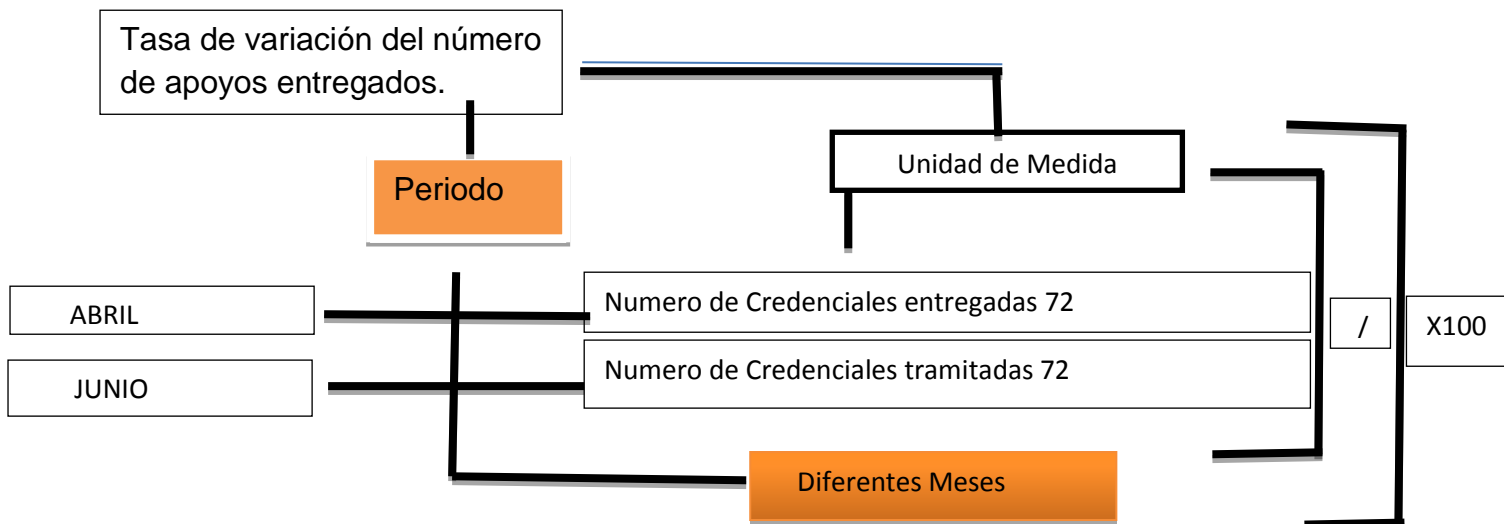 Tasa de variación del número
de apoyos entregados.
Unidad de Medida
Periodo
ABRIL
Numero de Credenciales entregadas 72
/
X100
JUNIO
Numero de Credenciales tramitadas 72
Diferentes Meses